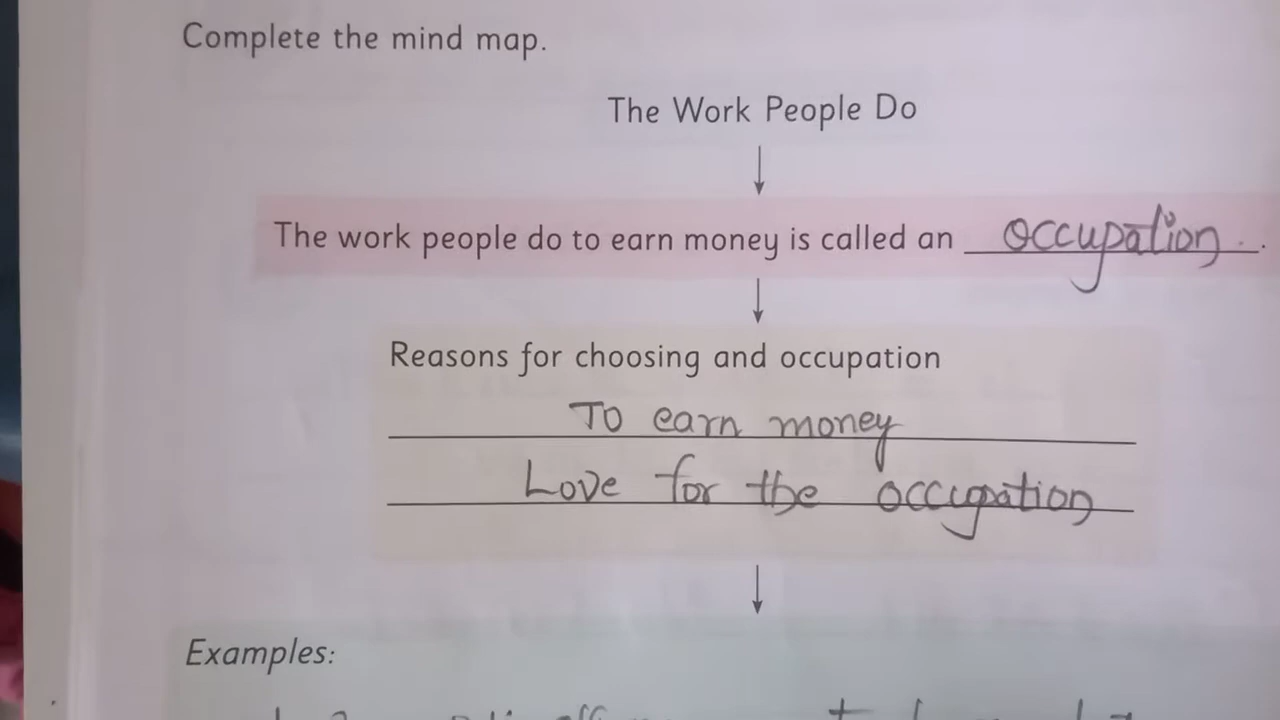 Complete the mind map.
The Work People Do
The work people do to earn money is called an occupation.
Reasons for choosing and occupation
To earn money
Love for the occupation
Examples: